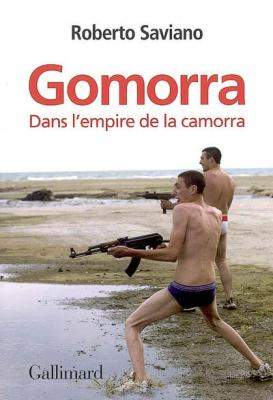 Roberto Saviano
Gomorra
Dans l'empire de la camorra
Gallimard